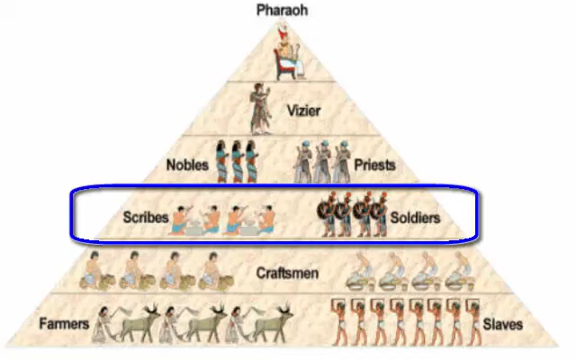 Pharaoh
Vizier
Nobles Priests
Scribes Soldiers
Craftsmen
Farmers Slaves